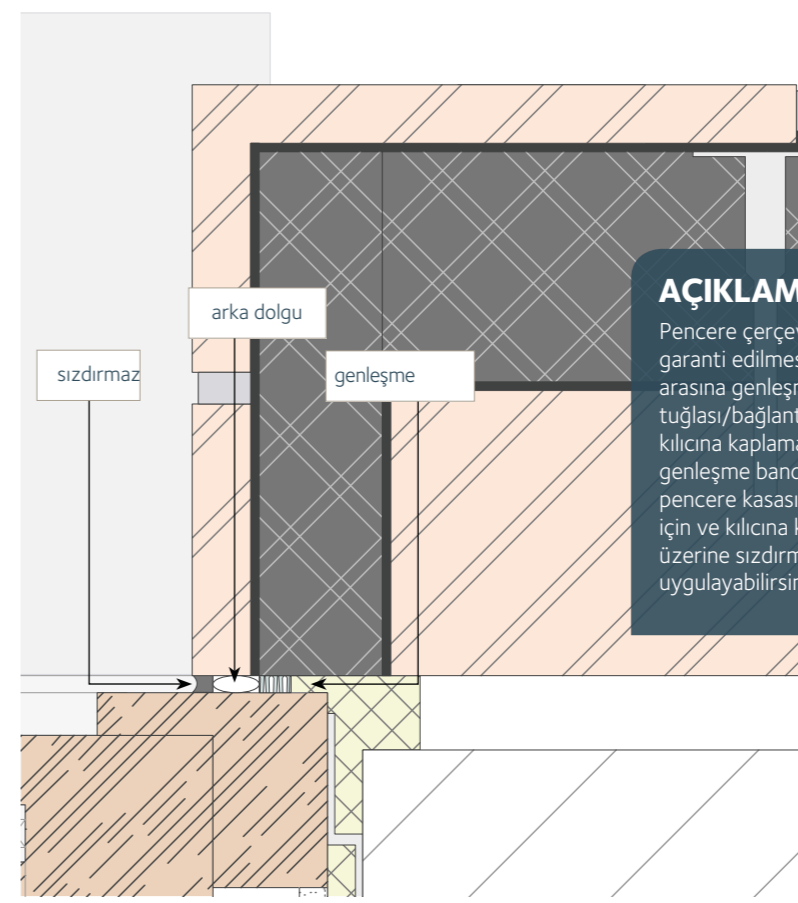 arka dolgu
sızdırmaz
genleşme
AÇIKLAM
Pencere çerçev
garanti edilmes
arasına genleşm
tuğlası/bağlant
kılıcına kaplama
genleşme band
pencere kasası
için ve kılıcına k
üzerine sızdırm
uygulayabilirsin